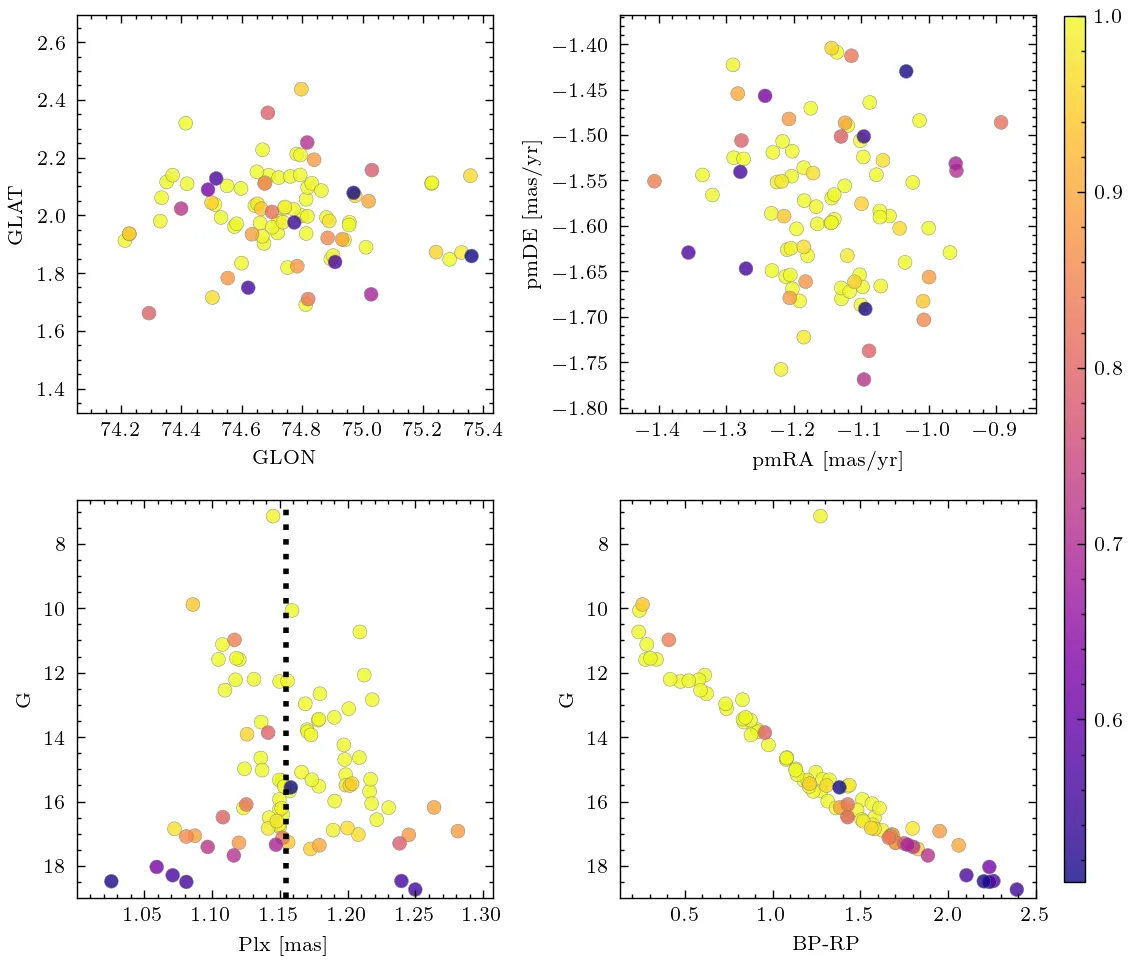 2.6
2.4
2.2
2.0
1.8
1.6
1.4
GLAT
74.2 74.4 74.6 74.8 75.0 75.2 75.4
GLON
−1.40
−1.45
−1.50
−1.55
−1.60
−1.65
−1.70
−1.75
−1.80
pmDE [mas/yr]
−1.4 −1.3 −1.2 −1.1 −1.0 −0.9
pmRA [mas/yr]
8
10
12
14
16
18
G
1.05 1.10 1.15 1.20 1.25 1.30
Plx [mas]
8
10
12
14
16
18
G
0.5 1.0 1.5 2.0 2.5
BP-RP
1.0
0.9
0.8
0.7
0.6